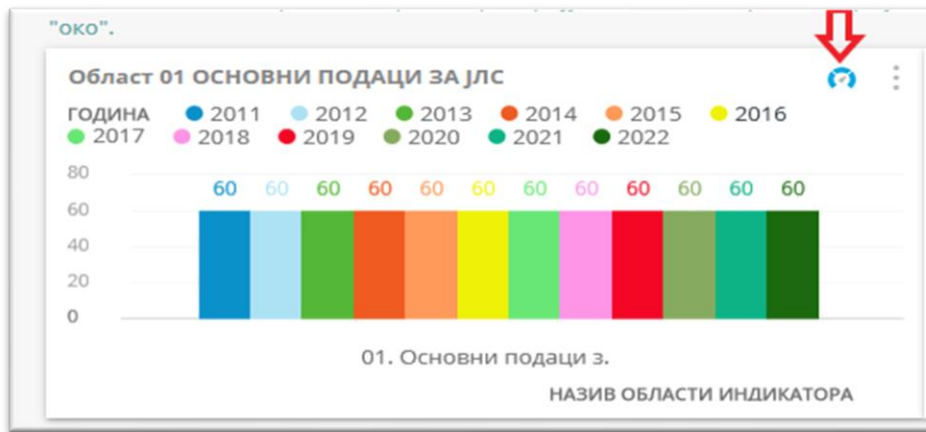 "око".
Област 01 ОСНОВНИ ПОДАЦИ ЗА ЈЛС
ГОДИНА 2011 2012 2013 2014 2015 2016
2017 2018 2019 2020 2021 2022
80
60 60 60 60 60 60 60 60 60 60 60 60
60
40
20
0
01. Основни подаци з.
НАЗИВ ОБЛАСТИ ИНДИКАТОРА